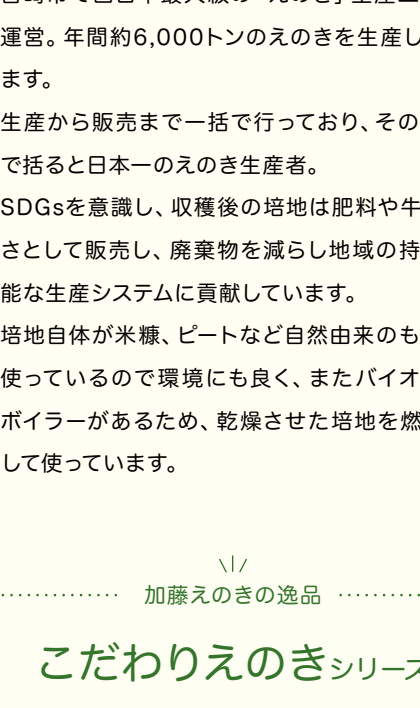 運営。年間約6,000トンのえのきを生産し
ます。
生産から販売まで一括で行っており、その
で括ると日本一のえのき生産者。
SDGsを意識し、収穫後の培地は肥料や牛
さとして販売し、廃棄物を減らし地域の持
能な生産システムに貢献しています。
培地自体が米糠、ピートなど自然由来のも
使っているので環境にも良く、またバイオ
ボイラーがあるため、乾燥させた培地を燃
して使っています。
加藤えのきの逸品
こだわりえのきシリーズ